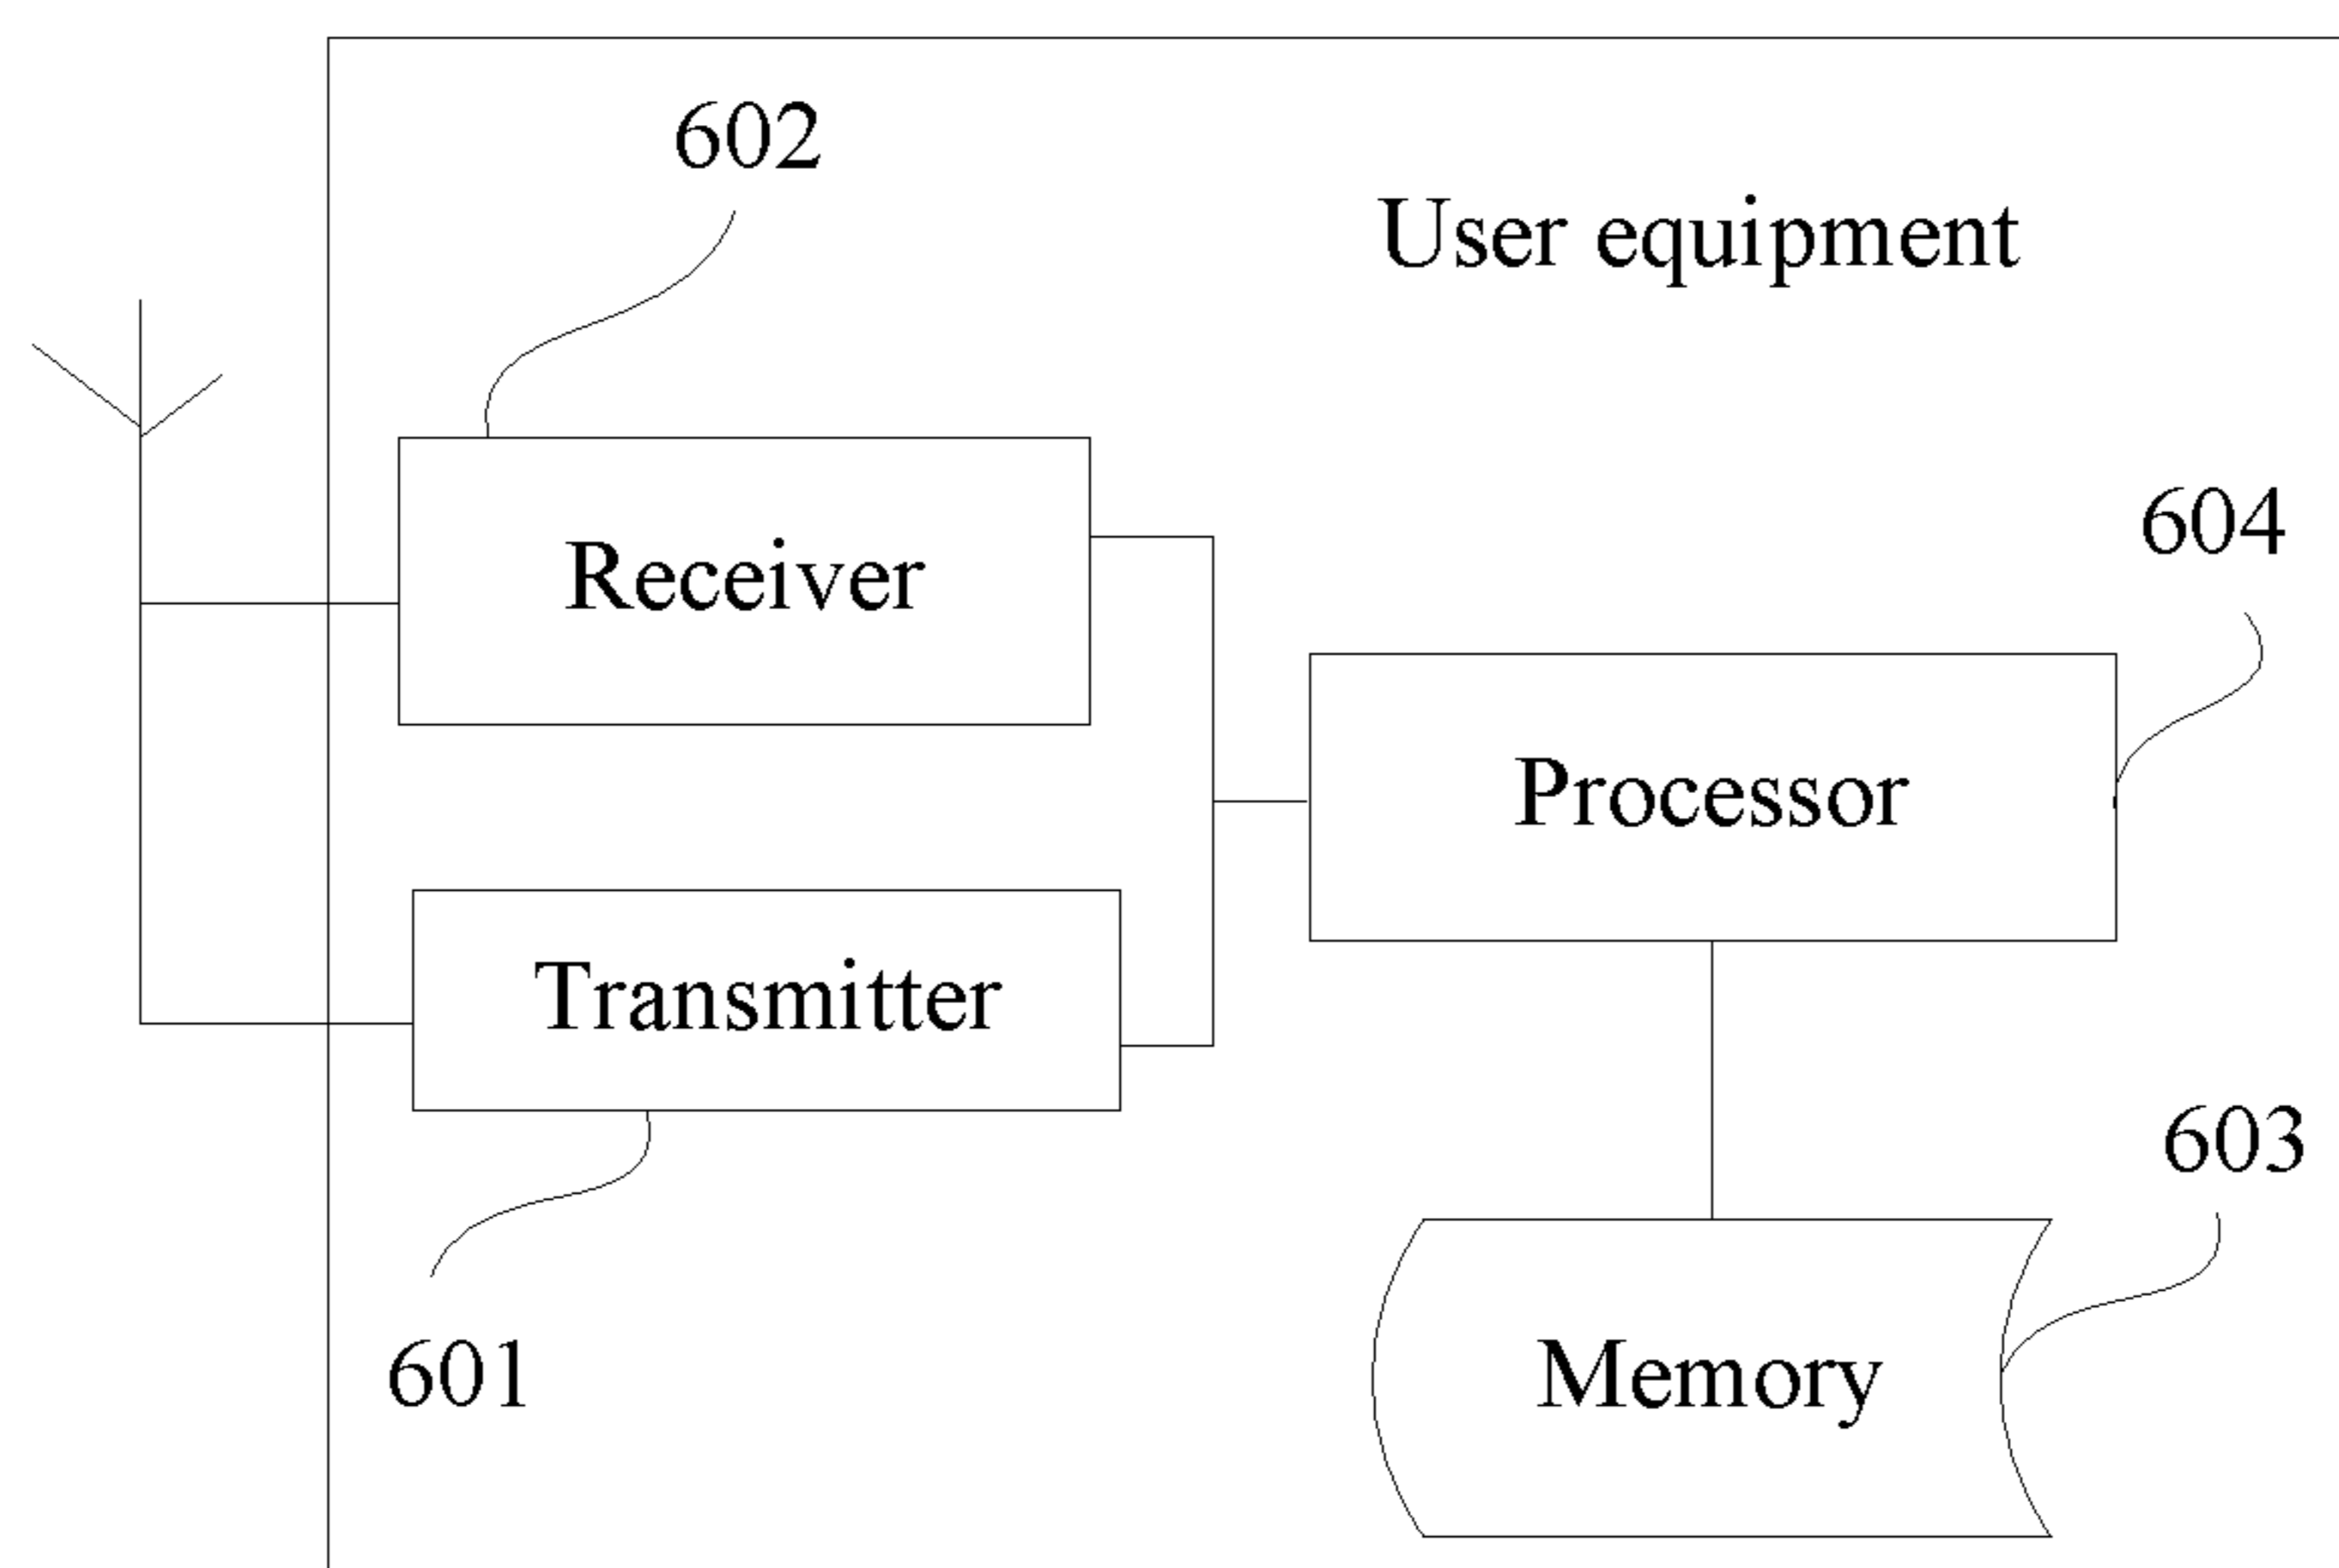 602
User equipment
604
Receiver
Processor
Transmitter
603
601
Memory